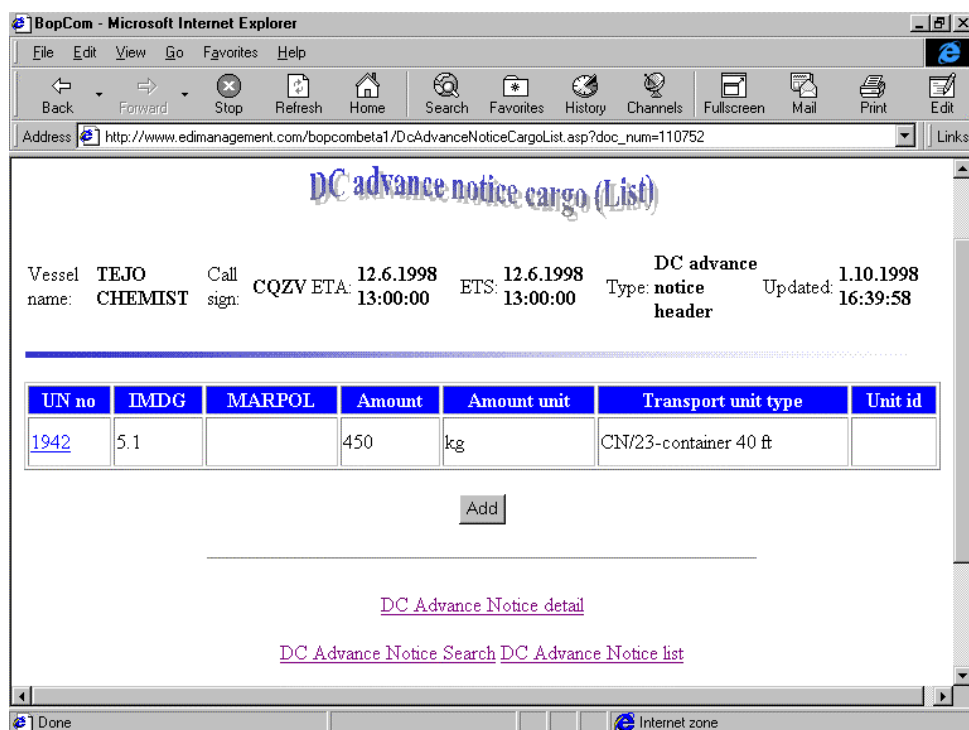 BopCom - Microsoft Internet Explorer
File Edit View Go Favorites Help
Back Forward Stop Refresh Home Search Favorites History Channels Fullscreen Mail Print Edit
Address http://www.edimanagement.com/bopcombeta1/DcAdvanceNoticeCargoList.asp?doc_num=110752 Links
DC advance notice cargo (List)
Vessel name: TEJO CHEMIST Call sign: CQZV ETA: 12.6.1998 13:00:00 ETS: 12.6.1998 13:00:00 Type: DC advance notice header Updated: 1.10.1998 16:39:58
UN no IMDG MARPOL Amount Amount unit Transport unit type Unit id
1942 5.1 450 kg CN/23-container 40 ft
Add
DC Advance Notice detail
DC Advance Notice Search DC Advance Notice list
Done Internet zone